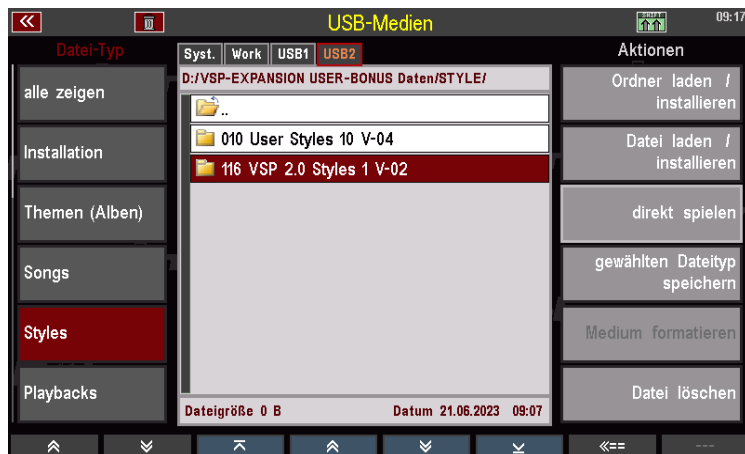 USB-Medien
SHIFT
09:17
Datei-Typ
Syst. Work USB1 USB2
Aktionen
D:/VSP-EXPANSION USER-BONUS Daten/STYLE/
alle zeigen
Installation
Themen (Alben)
Songs
Styles
Playbacks
..
010 User Styles 10 V-04
116 VSP 2.0 Styles 1 V-02
Dateigröße 0 B
Datum 21.06.2023 09:07
Ordner laden /
installieren
Datei laden /
installieren
direkt spielen
gewählten Dateityp
speichern
Medium formatieren
Datei löschen
«==
---